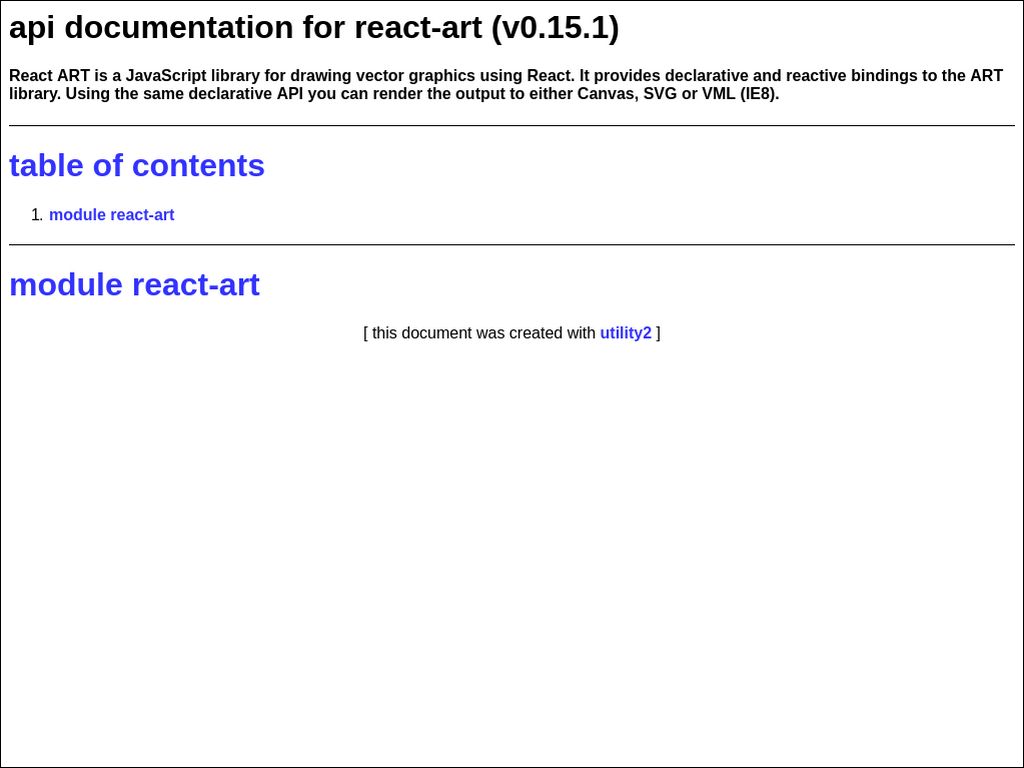 api documentation for react-art (v0.15.1)
React ART is a JavaScript library for drawing vector graphics using React. It provides declarative and reactive bindings to the ART
library. Using the same declarative API you can render the output to either Canvas, SVG or VML (IE8).
table of contents
1. module react-art
module react-art
[ this document was created with utility2 ]